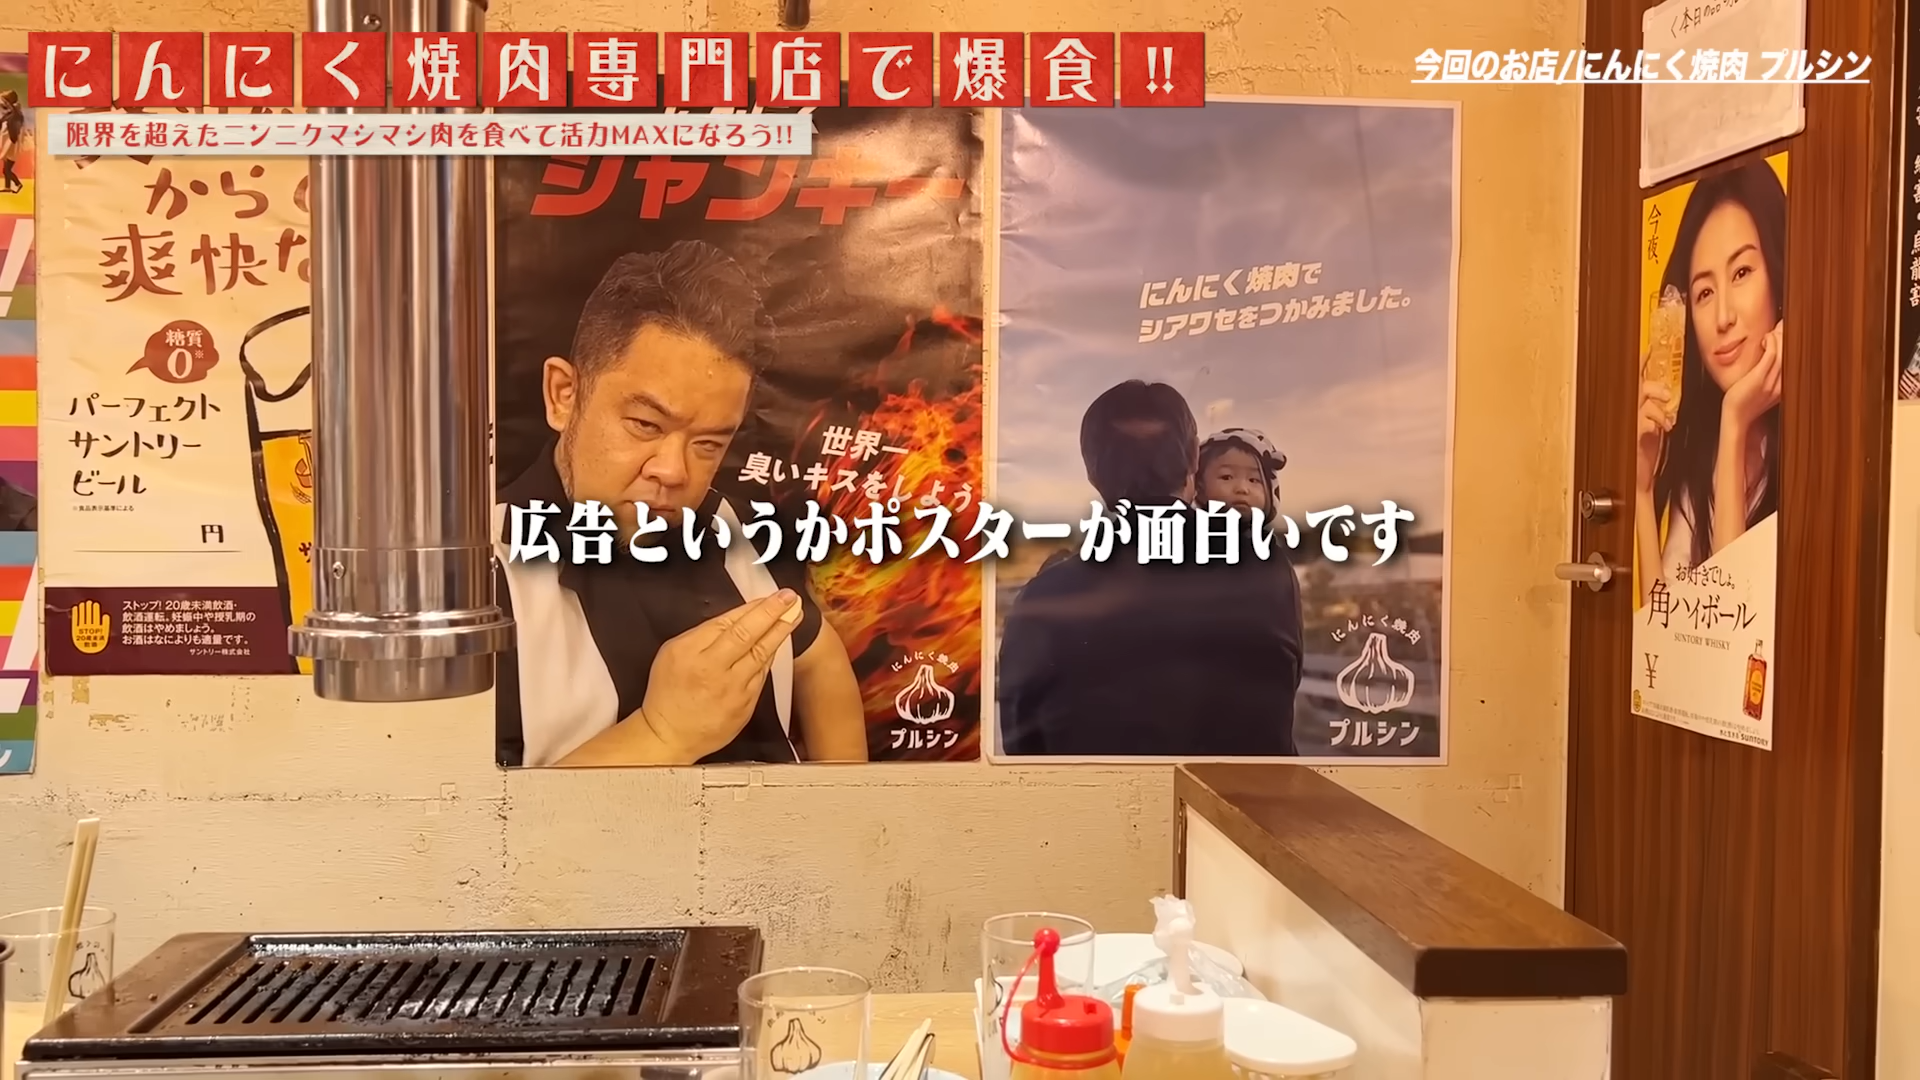 にんにく焼肉専門店で爆食!!
限界を超えたニンニクマシマシ肉を食べて活力MAXになろう!!
今回のお店/にんにく焼肉 プルシン
広告というかポスターが面白いです
から
爽快な
糖質
0※
パーフェクト
サントリー
ビール
円
STOP!
20歳未満
飲酒
ストップ!20歳未満飲酒・
飲酒運転。妊娠中や授乳期の
飲酒はやめましょう。
お酒はなによりも適量です。
サントリー株式会社
ジャンキー
世界一
臭いキスをしよう
にんにく焼肉
プルシン
にんにく焼肉で
シアワセをつかみました。
にんにく焼肉
プルシン
今夜、
お好きでしょ。
角ハイボール
SUNTORY WHISKY
¥
SUNTORY